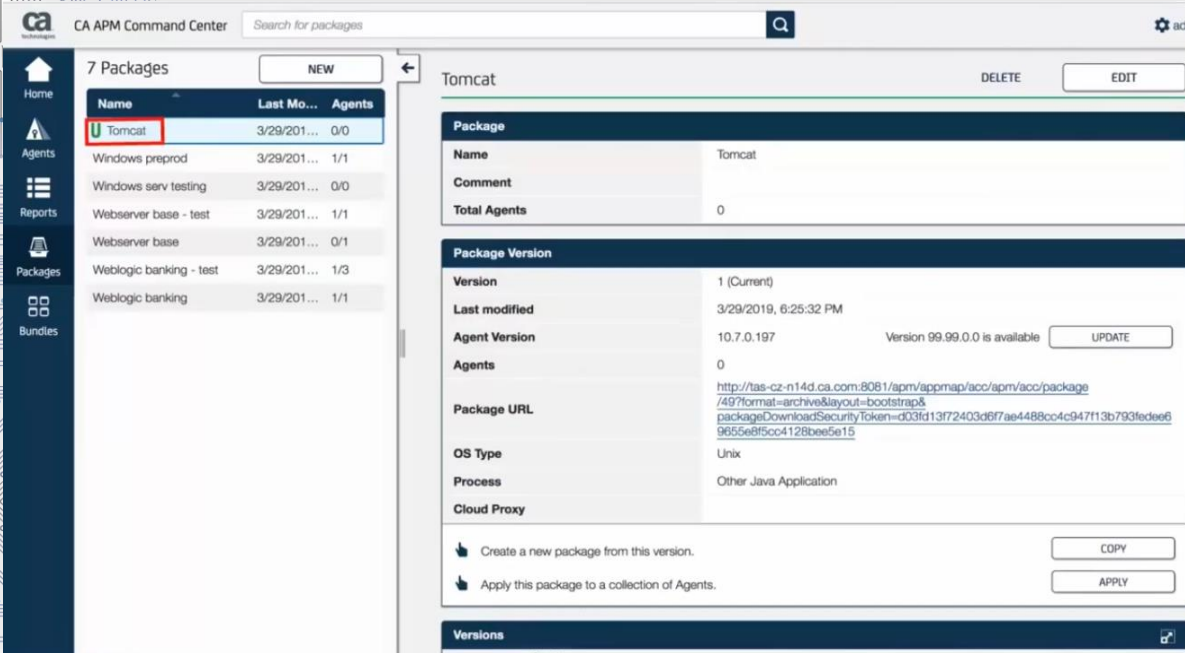 ca
technologies
CA APM Command Center
Search for packages
Home
Agents
Reports
Packages
Bundles
7 Packages
NEW
Name Last Mo... Agents
U Tomcat 3/29/201... 0/0
Windows preprod 3/29/201... 1/1
Windows serv testing 3/29/201... 0/0
Webserver base - test 3/29/201... 1/1
Webserver base 3/29/201... 0/1
Weblogic banking - test 3/29/201... 1/3
Weblogic banking 3/29/201... 1/1
Tomcat
DELETE
EDIT
Package
Name Tomcat
Comment
Total Agents 0
Package Version
Version 1 (Current)
Last modified 3/29/2019, 6:25:32 PM
Agent Version 10.7.0.197 Version 99.99.0.0 is available UPDATE
Agents 0
Package URL
http://tas-cz-n14d.ca.com:8081/apm/appmap/acc/apm/acc/package
/49?format=archive&layout=bootstrap&
packageDownloadSecurityToken=d03fd13f72403d6f7ae4488cc4c947f13b793fedee6
9655e8f5cc4128bee5e15
OS Type Unix
Process Other Java Application
Cloud Proxy
Create a new package from this version. COPY
Apply this package to a collection of Agents. APPLY
Versions